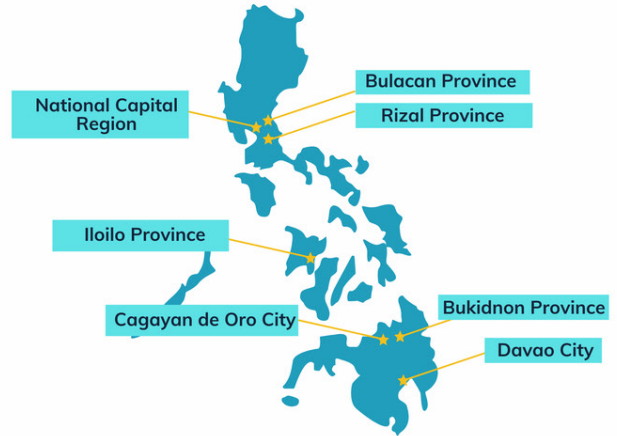 Bulacan Province
National Capital
Region
Rizal Province
Iloilo Province
Cagayan de Oro City
Bukidnon Province
Davao City